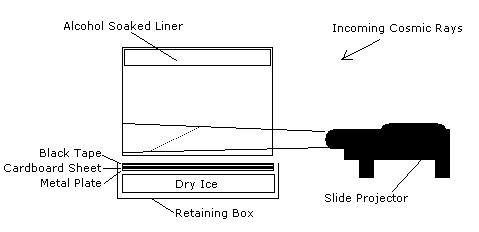 Alcohol Soaked Liner
Incoming Cosmic Rays
Black Tape
Cardboard Sheet
Metal Plate
Dry Ice
Slide Projector
Retaining Box